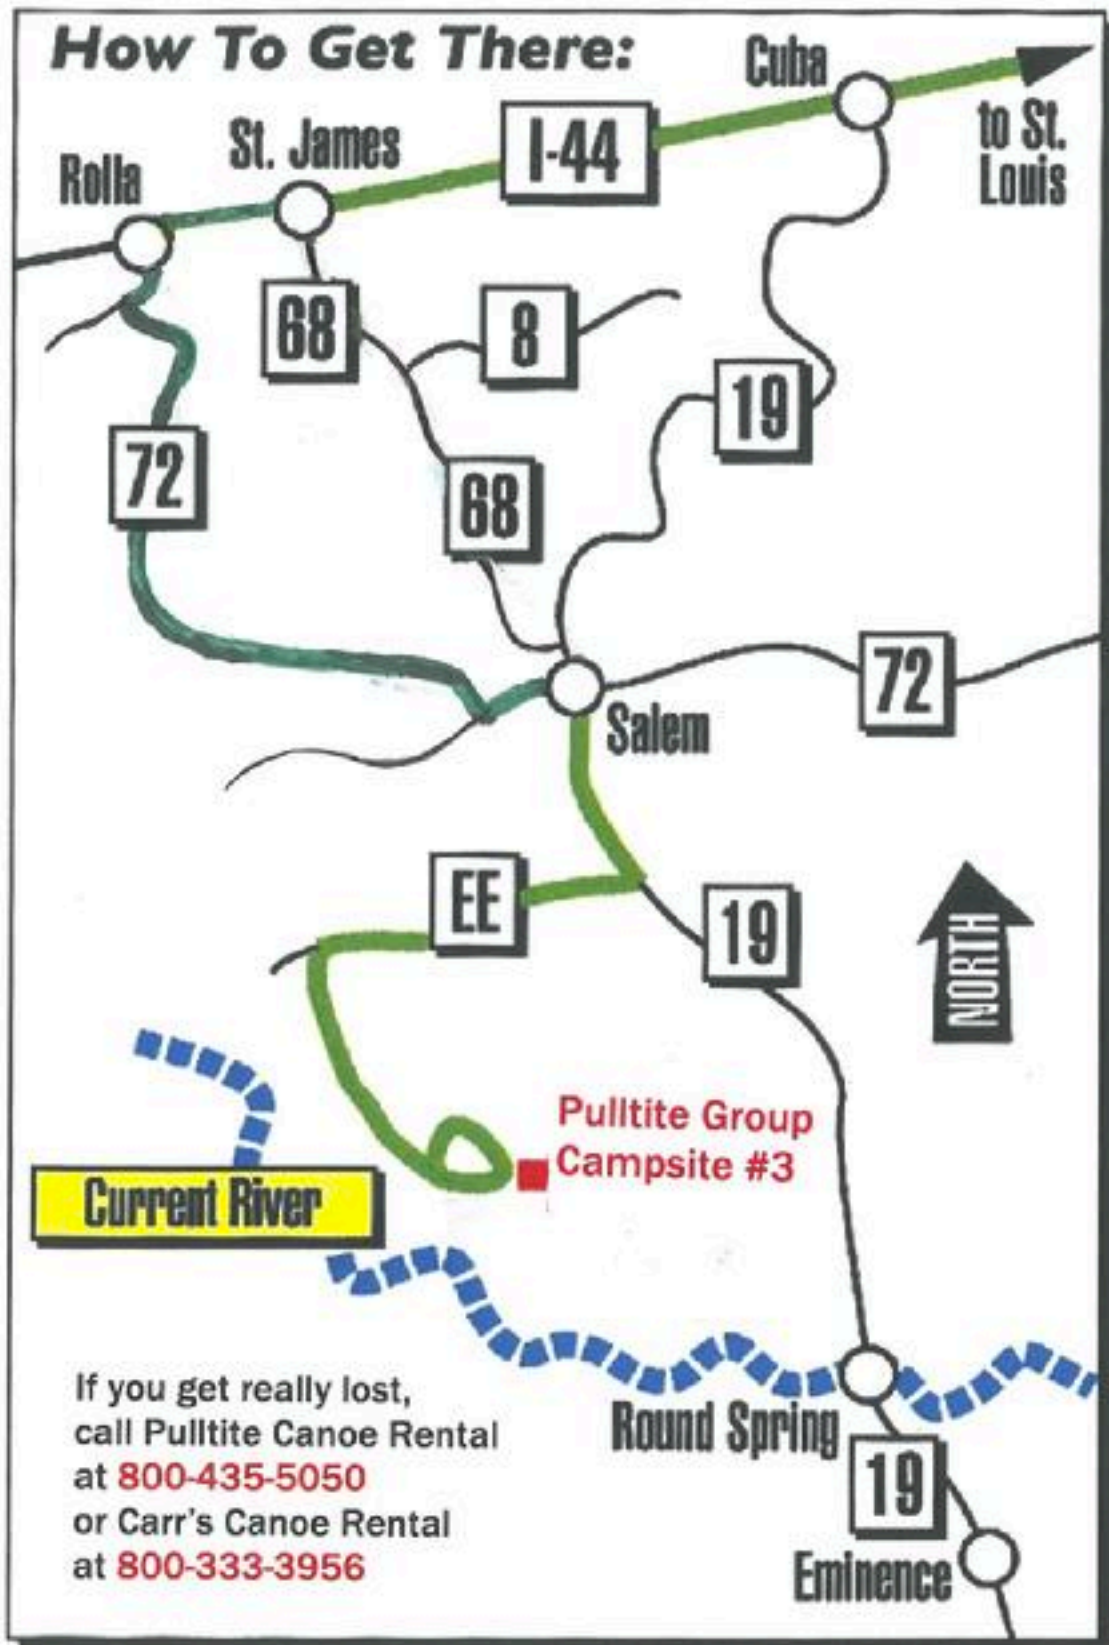 How To Get There:
Cuba
to St.
Louis
St. James
I-44
Rolla
68
8
19
72
68
72
Salem
EE
19
NORTH
Pulltite Group
Campsite #3
Current River
Round Spring
19
Eminence
If you get really lost,
call Pulltite Canoe Rental
at 800-435-5050
or Carr's Canoe Rental
at 800-333-3956